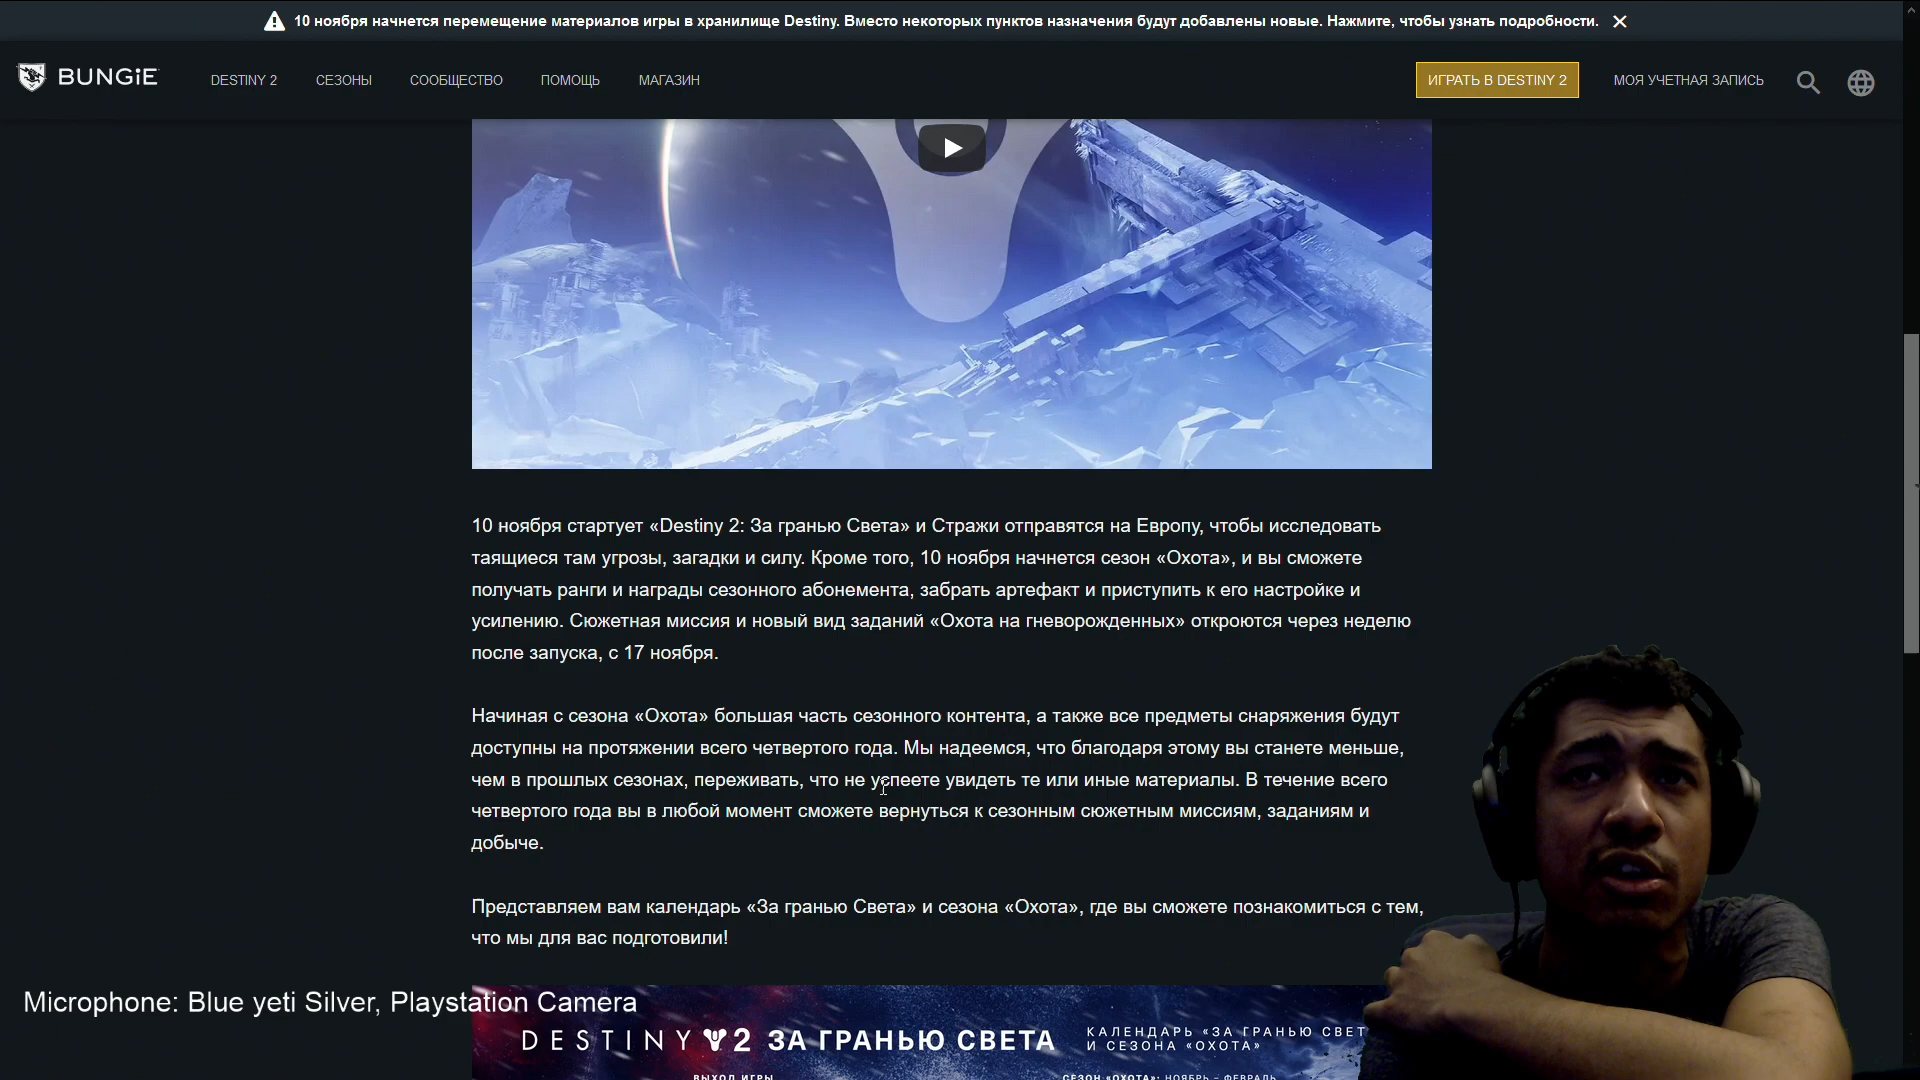 10 ноября начнется перемещение материалов игры в хранилище Destiny. Вместо некоторых пунктов назначения будут добавлены новые. Нажмите, чтобы узнать подробности.
BUNGiE
DESTINY 2
СЕЗОНЫ
СООБЩЕСТВО
ПОМОЩЬ
МАГАЗИН
ИГРАТЬ В DESTINY 2
МОЯ УЧЕТНАЯ ЗАПИСЬ
10 ноября стартует «Destiny 2: За гранью Света» и Стражи отправятся на Европу, чтобы исследовать
таящиеся там угрозы, загадки и силу. Кроме того, 10 ноября начнется сезон «Охота», и вы сможете
получать ранги и награды сезонного абонемента, забрать артефакт и приступить к его настройке и
усилению. Сюжетная миссия и новый вид заданий «Охота на гневорожденных» откроются через неделю
после запуска, с 17 ноября.
Начиная с сезона «Охота» большая часть сезонного контента, а также все предметы снаряжения будут
доступны на протяжении всего четвертого года. Мы надеемся, что благодаря этому вы станете меньше,
чем в прошлых сезонах, переживать, что не успеете увидеть те или иные материалы. В течение всего
четвертого года вы в любой момент сможете вернуться к сезонным сюжетным миссиям, заданиям и
добыче.
Представляем вам календарь «За гранью Света» и сезона «Охота», где вы сможете познакомиться с тем,
что мы для вас подготовили!
Microphone: Blue yeti Silver, Playstation Camera
DESTINY 2 ЗА ГРАНЬЮ СВЕТА
КАЛЕНДАРЬ «ЗА ГРАНЬЮ СВЕТ
И СЕЗОНА «ОХОТА»
ВЫХОД ИГРЫ
СЕЗОН «ОХОТА»: НОЯБРЬ – ФЕВРАЛЬ